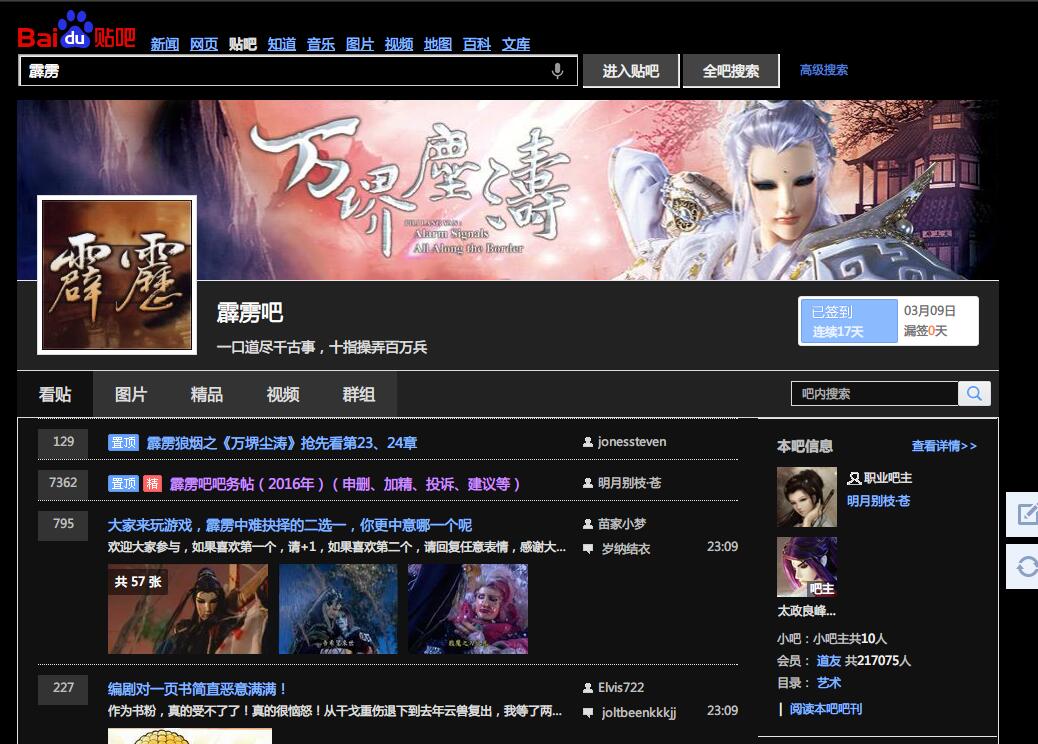 Bai du 贴吧
新闻 网页 贴吧 知道 音乐 图片 视频 地图 百科 文库
霹雳
进入贴吧 全吧搜索 高级搜索
万堺塵濤
PILI LANG YAN:
Alarm Signals
All Along the Border
霹靂
霹雳吧
一口道尽千古事，十指操弄百万兵
已签到
连续17天
03月09日
漏签0天
看贴 图片 精品 视频 群组
吧内搜索
129 置顶 霹雳狼烟之《万堺尘涛》抢先看第23、24章 jonessteven
7362 置顶 精 霹雳吧吧务帖（2016年）（申删、加精、投诉、建议等） 明月别枝·苍
795 大家来玩游戏，霹雳中难抉择的二选一，你更中意哪一个呢 苗家小梦
欢迎大家参与，如果喜欢第一个，请+1，如果喜欢第二个，请回复任意表情，感谢大... 岁纳结衣 23:09
共 57 张
227 编剧对一页书简直恶意满满！ Elvis722
作为书粉，真的受不了了！真的很恼怒！从干戈重伤退下到去年云兽复出，我等了两... joltbeenkkkjj 23:09
本吧信息 查看详情>>
职业吧主
明月别枝·苍
吧主
太政良峰...
小吧：小吧主共10人
会员： 道友 共217075人
目录： 艺术
阅读本吧吧刊